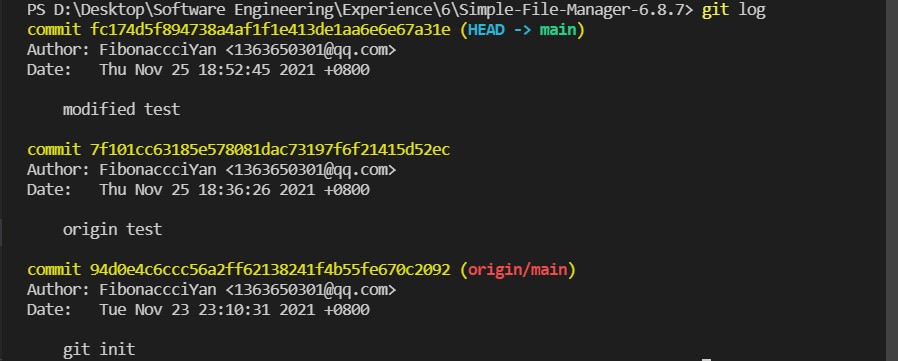 PS D:\Desktop\Software Engineering\Experience\6\Simple-File-Manager-6.8.7> git log
commit fc174d5f894738a4af1f1e413de1aa6e6e67a31e (HEAD -> main)
Author: FibonaccciYan <1363650301@qq.com>
Date:   Thu Nov 25 18:52:45 2021 +0800
modified test
commit 7f101cc63185e578081dac73197f6f21415d52ec
Author: FibonaccciYan <1363650301@qq.com>
Date:   Thu Nov 25 18:36:26 2021 +0800
origin test
commit 94d0e4c6ccc56a2ff62138241f4b55fe670c2092 (origin/main)
Author: FibonaccciYan <1363650301@qq.com>
Date:   Tue Nov 23 23:10:31 2021 +0800
git init